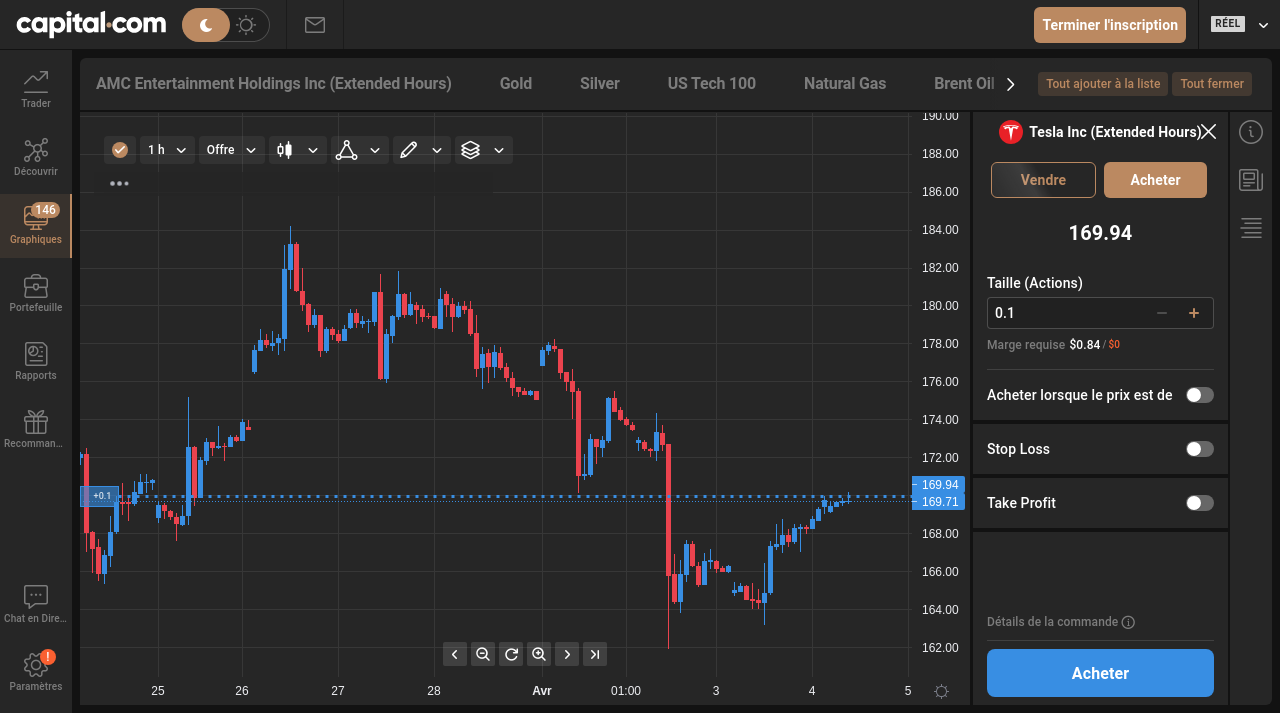 capital.com
Terminer l'inscription
RÉEL
Trader
Découvrir
146
Graphiques
Portefeuille
Rapports
Recomman...
Chat en Dire...
!
Paramètres
AMC Entertainment Holdings Inc (Extended Hours)
Gold
Silver
US Tech 100
Natural Gas
Brent Oil
Tout ajouter à la liste
Tout fermer
1 h
Offre
190.00
188.00
186.00
184.00
182.00
180.00
178.00
176.00
174.00
172.00
169.94
169.71
168.00
166.00
164.00
162.00
+0.1
25
26
27
28
Avr
01:00
3
4
5
Tesla Inc (Extended Hours)
Vendre
Acheter
169.94
Taille (Actions)
0.1
Marge requise $0.84 / $0
Acheter lorsque le prix est de
Stop Loss
Take Profit
Détails de la commande
Acheter